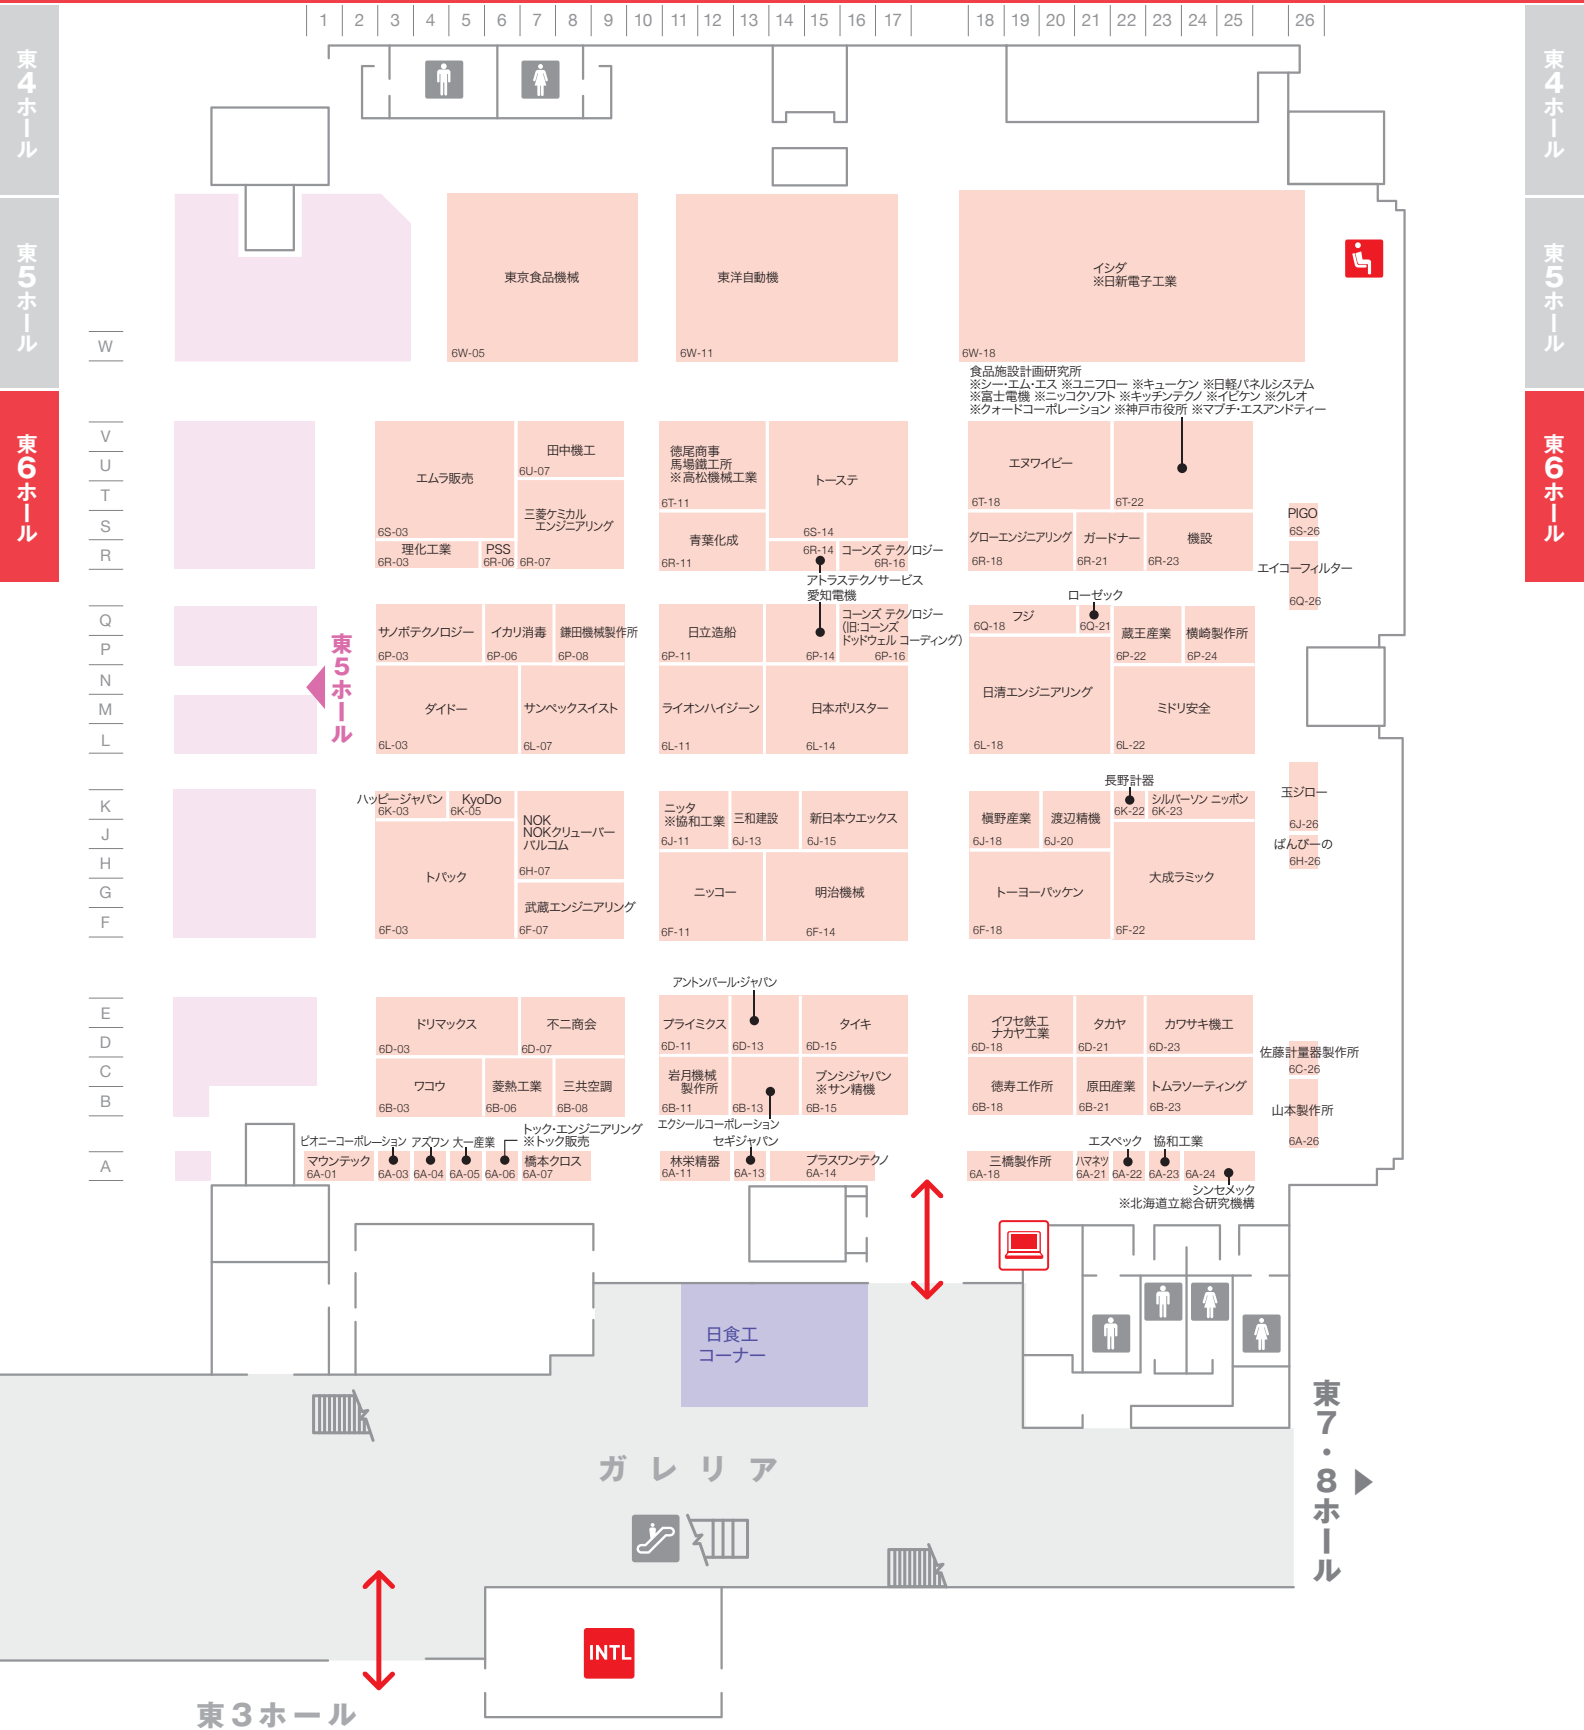 1 2 3 4 5 6 7 8 9 10 11 12 13 14 15 16 17 18 19 20 21 22 23 24 25 26
東4ホール
東5ホール
東6ホール
東4ホール
東5ホール
東6ホール
W
V
U
T
S
R
Q
P
N
M
L
K
J
H
G
F
E
D
C
B
A
東京食品機械
6W-05
東洋自動機
6W-11
イシダ
※日新電子工業
6W-18
食品施設計画研究所
※シー・エム・エス ※ユニフロー ※キューケン ※日軽パネルシステム
※富士電機 ※ニッコクソフト ※キッチンテクノ ※イビケン ※クレオ
※クォードコーポレーション ※神戸市役所 ※マブチ・エスアンドティー
エムラ販売
6S-03
田中機工
6U-07
三菱ケミカル
エンジニアリング
6R-07
理化工業
6R-03
PSS
6R-06
徳尾商事
馬場鐵工所
※高松機械工業
6T-11
青葉化成
6R-11
トーステ
6S-14
6R-14
アトラステクノサービス
コーンズ テクノロジー
6R-16
エヌワイビー
6T-18
6T-22
グローエンジニアリング
6R-18
ガードナー
6R-21
機設
6R-23
PIGO
6S-26
エイコーフィルター
6Q-26
東5ホール
サノボテクノロジー
6P-03
イカリ消毒
6P-06
鎌田機械製作所
6P-08
ダイドー
6L-03
サンペックスイスト
6L-07
日立造船
6P-11
愛知電機
6P-14
コーンズ テクノロジー
(旧:コーンズ
ドッドウェル コーディング)
6P-16
ライオンハイジーン
6L-11
日本ポリスター
6L-14
フジ
6Q-18
ローゼック
6Q-21
蔵王産業
6P-22
横崎製作所
6P-24
日清エンジニアリング
6L-18
ミドリ安全
6L-22
ハッピージャパン
6K-03
KyoDo
6K-05
NOK
NOKクリューバー
バルコム
6H-07
トパック
6F-03
武蔵エンジニアリング
6F-07
ニッタ
※協和工業
6J-11
三和建設
6J-13
新日本ウエックス
6J-15
ニッコー
6F-11
明治機械
6F-14
槇野産業
6J-18
渡辺精機
6J-20
長野計器
6K-22
シルバーソン ニッポン
6K-23
トーヨーパッケン
6F-18
大成ラミック
6F-22
玉ジロー
6J-26
ばんびーの
6H-26
ドリマックス
6D-03
不二商会
6D-07
ワコウ
6B-03
菱熱工業
6B-06
三共空調
6B-08
アントンパール・ジャパン
プライミクス
6D-11
6D-13
タイキ
6D-15
岩月機械
製作所
6B-11
6B-13
エクシールコーポレーション
ブンシジャパン
※サン精機
6B-15
イワセ鉄工
ナカヤ工業
6D-18
タカヤ
6D-21
カワサキ機工
6D-23
徳寿工作所
6B-18
原田産業
6B-21
トムラソーティング
6B-23
佐藤計量器製作所
6C-26
山本製作所
6A-26
マウンテック
6A-01
ピオニーコーポレーション
6A-03
アズワン
6A-04
大一産業
6A-05
トック・エンジニアリング
※トック販売
6A-06
橋本クロス
6A-07
林栄精器
6A-11
セギジャパン
6A-13
プラスワンテクノ
6A-14
三橋製作所
6A-18
ハマネツ
6A-21
エスペック
6A-22
協和工業
6A-23
6A-24
シンセメック
※北海道立総合研究機構
日食工
コーナー
ガレリア
東7・8ホール
INTL
東3ホール